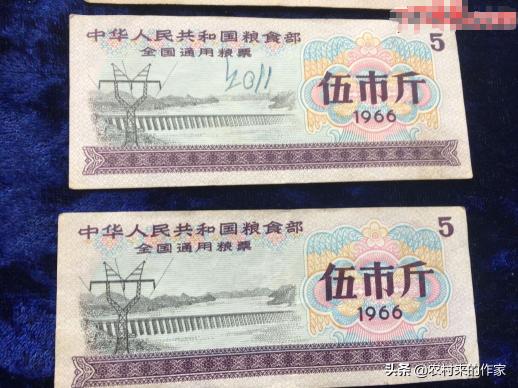 中华人民共和国粮食部
5
全国通用粮票
2011
伍市斤
1966
中华人民共和国粮食部
5
全国通用粮票
伍市斤
1966
头条@农村来的作家